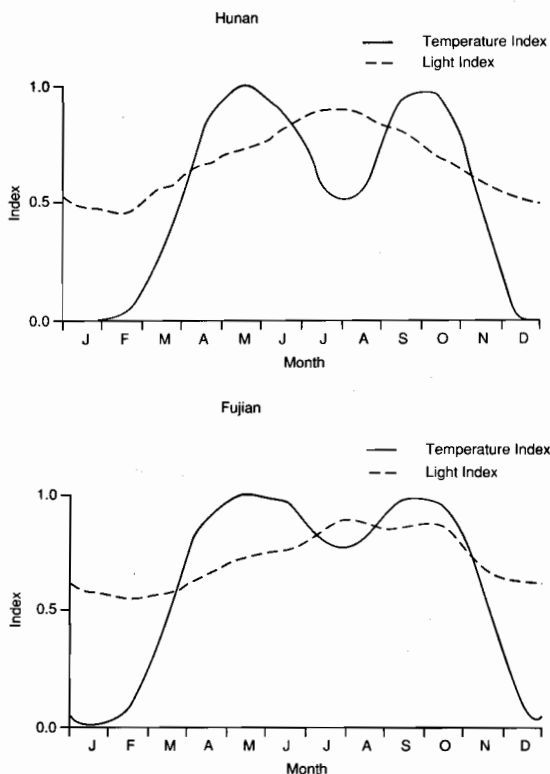 Hunan
Temperature Index
Light Index
1.0
0.5
0.0
Index
J F M A M J J A S O N D
Month
Fujian
Temperature Index
Light Index
1.0
0.5
0.0
Index
J F M A M J J A S O N D
Month